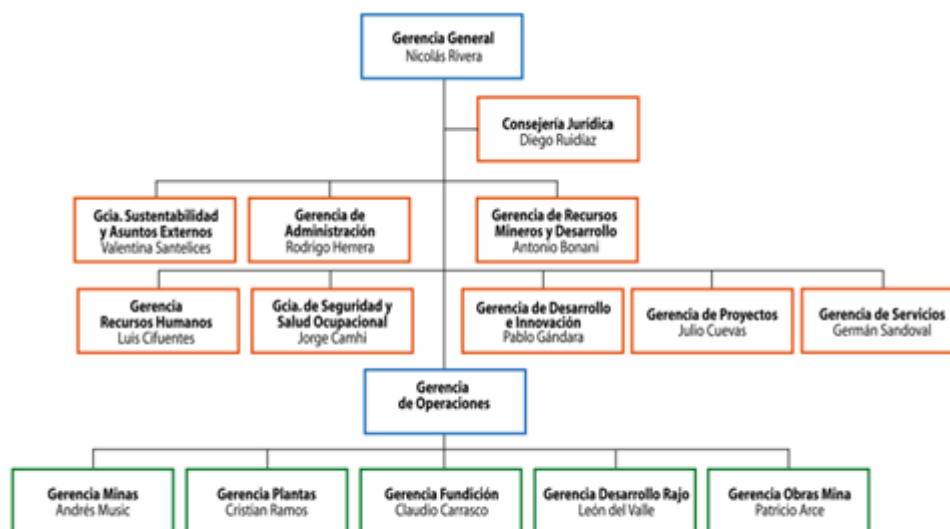 Gerencia General
Nicolás Rivera
Consejería Jurídica
Diego Ruidíaz
Gcia. Sustentabilidad
y Asuntos Externos
Valentina Santelices
Gerencia de
Administración
Rodrigo Herrera
Gerencia de Recursos
Mineros y Desarrollo
Antonio Bonani
Gerencia
Recursos Humanos
Luis Cifuentes
Gcia. de Seguridad y
Salud Ocupacional
Jorge Camhi
Gerencia de Desarrollo
e Innovación
Pablo Gándara
Gerencia de Proyectos
Julio Cuevas
Gerencia de Servicios
Germán Sandoval
Gerencia
de Operaciones
Gerencia Minas
Andrés Music
Gerencia Plantas
Cristian Ramos
Gerencia Fundición
Claudio Carrasco
Gerencia Desarrollo Rajo
León del Valle
Gerencia Obras Mina
Patricio Arce